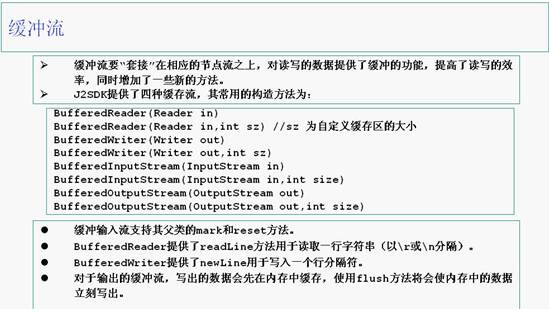 缓冲流
➢ 缓冲流要“套接”在相应的节点流之上，对读写的数据提供了缓冲的功能，提高了读写的效
率，同时增加了一些新的方法。
➢ J2SDK提供了四种缓存流，其常用的构造方法为：
BufferedReader(Reader in)
BufferedReader(Reader in,int sz) //sz 为自定义缓存区的大小
BufferedWriter(Writer out)
BufferedWriter(Writer out,int sz)
BufferedInputStream(InputStream in)
BufferedInputStream(InputStream in,int size)
BufferedOutputStream(OutputStream out)
BufferedOutputStream(OutputStream out,int size)
● 缓冲输入流支持其父类的mark和reset方法。
● BufferedReader提供了readLine方法用于读取一行字符串（以\r或\n分隔）。
● BufferedWriter提供了newLine用于写入一个行分隔符。
● 对于输出的缓冲流，写出的数据会先在内存中缓存，使用flush方法将会使内存中的数据
立刻写出。